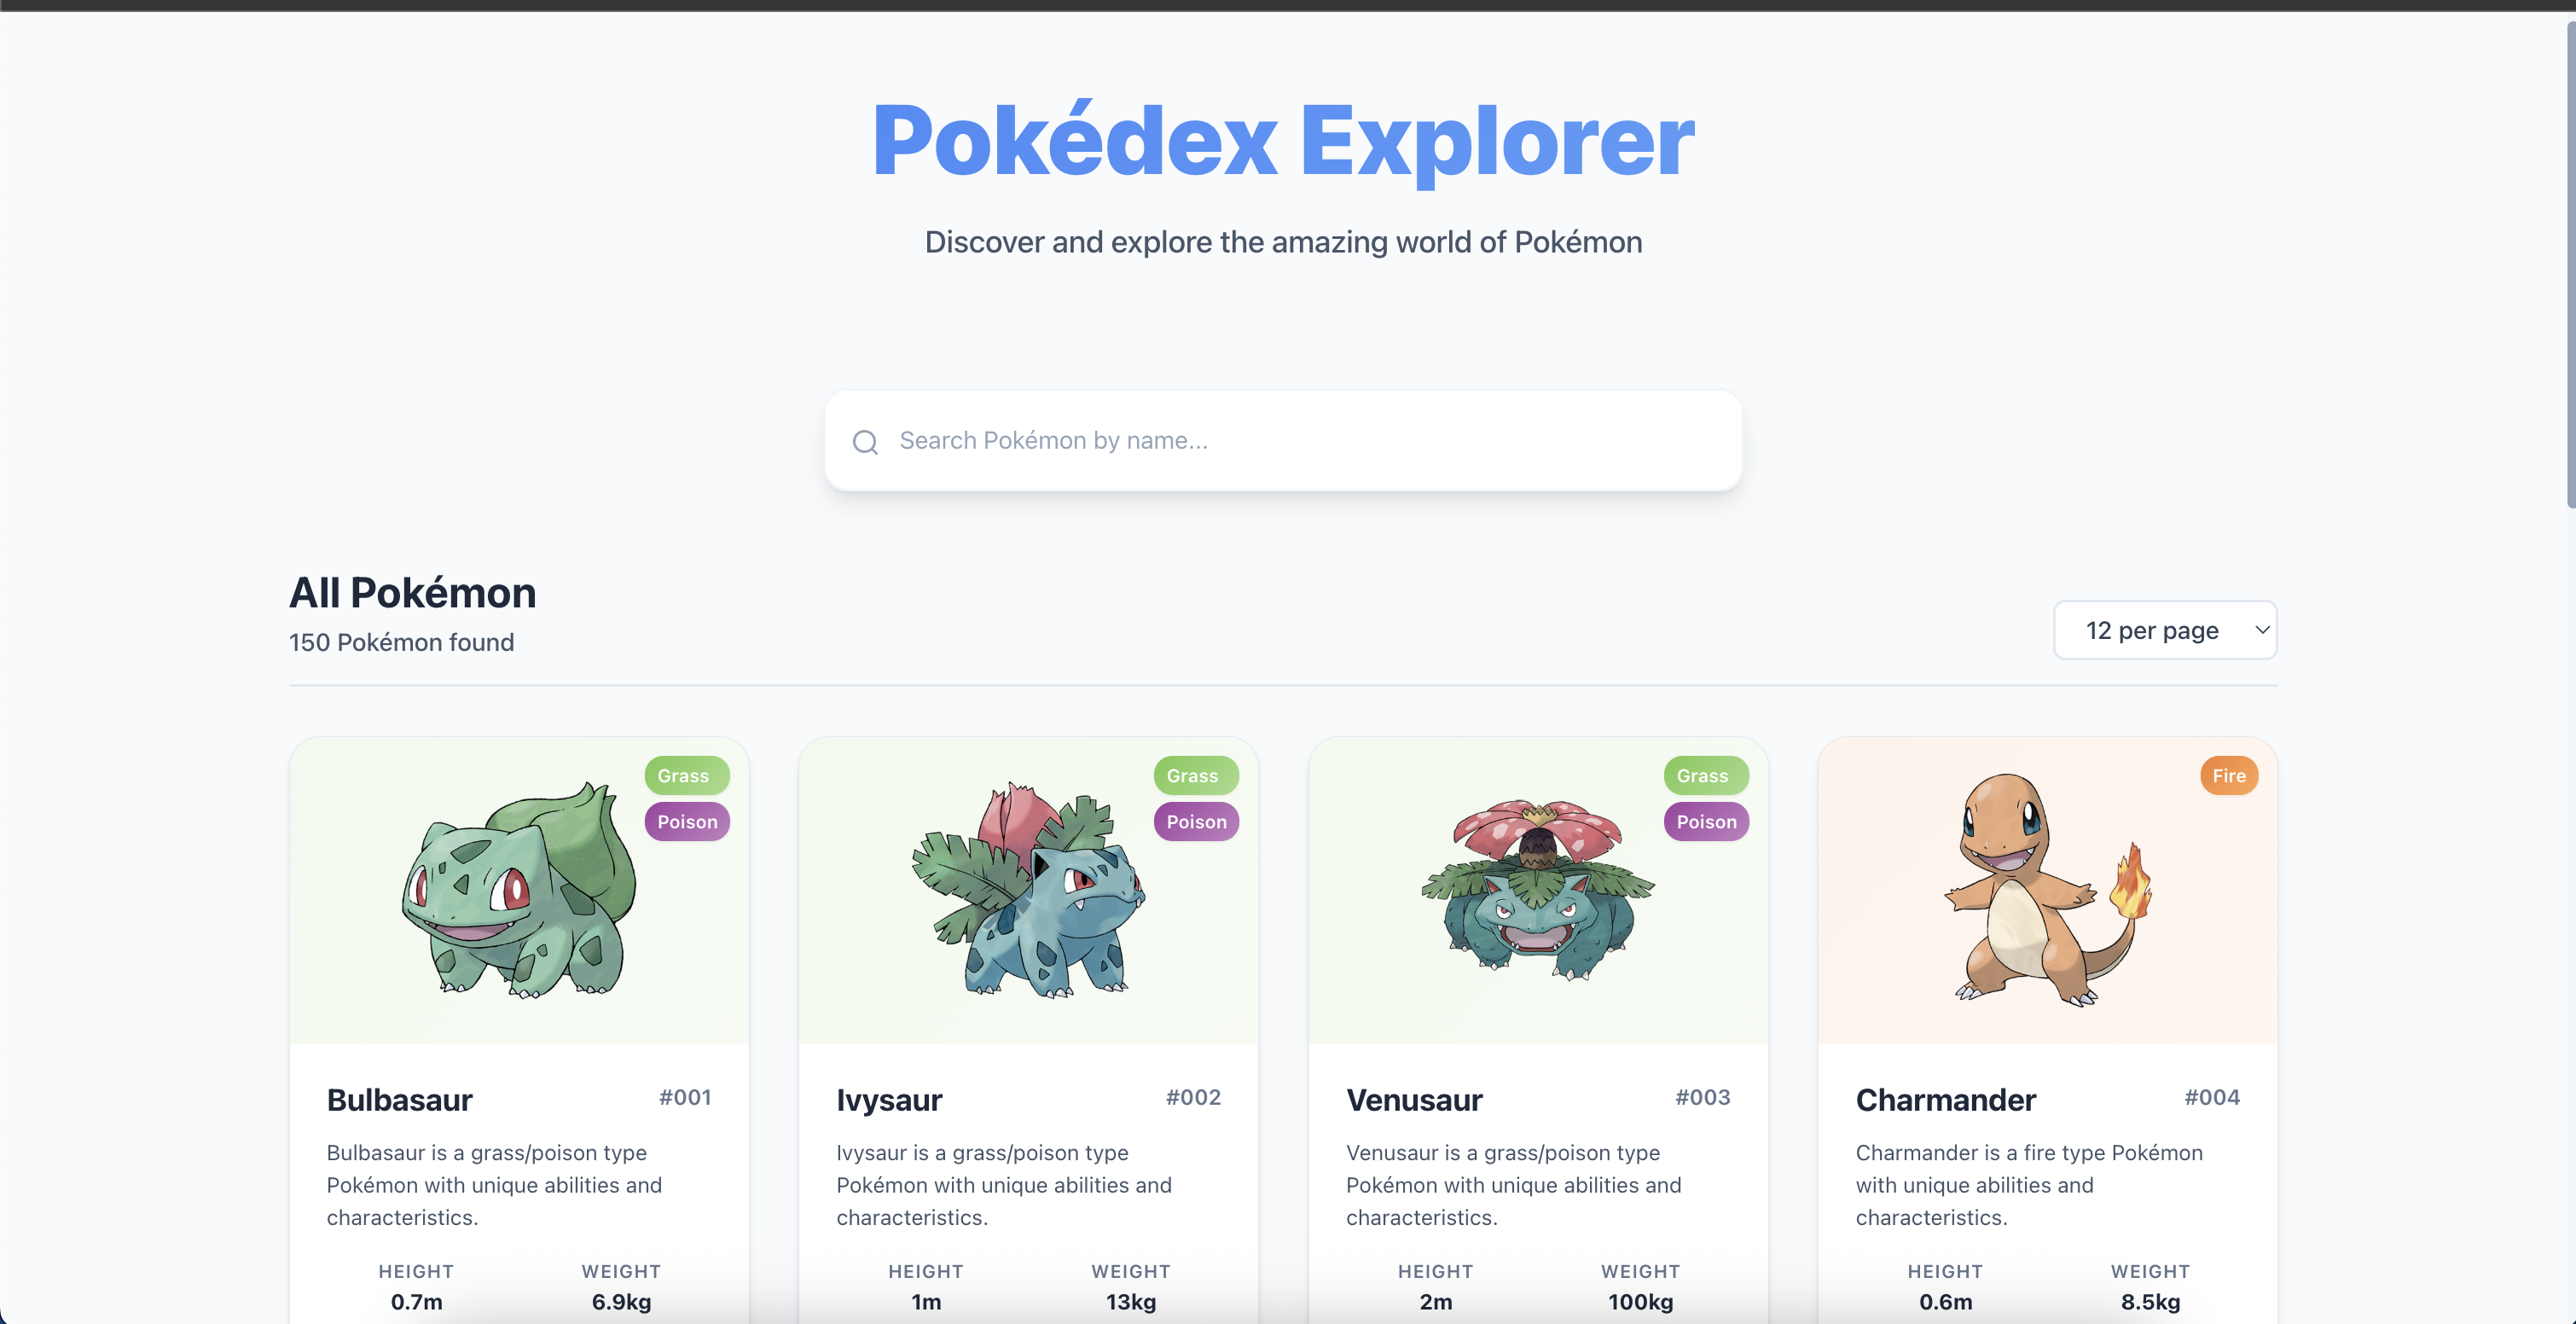 Pokédex Explorer
Discover and explore the amazing world of Pokémon
Search Pokémon by name...
All Pokémon
150 Pokémon found
12 per page
Grass
Poison
Bulbasaur
#001
Bulbasaur is a grass/poison type
Pokémon with unique abilities and
characteristics.
HEIGHT
0.7m
WEIGHT
6.9kg
Grass
Poison
Ivysaur
#002
Ivysaur is a grass/poison type
Pokémon with unique abilities and
characteristics.
HEIGHT
1m
WEIGHT
13kg
Grass
Poison
Venusaur
#003
Venusaur is a grass/poison type
Pokémon with unique abilities and
characteristics.
HEIGHT
2m
WEIGHT
100kg
Fire
Charmander
#004
Charmander is a fire type Pokémon
with unique abilities and
characteristics.
HEIGHT
0.6m
WEIGHT
8.5kg